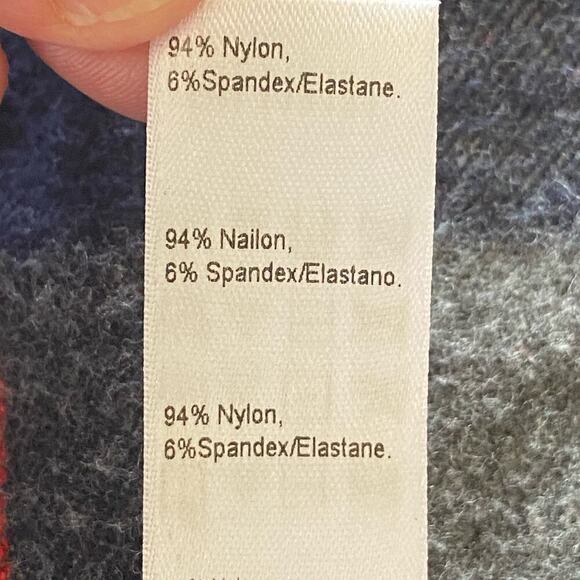 94% Nylon,
6%Spandex/Elastane.
94% Nailon,
6% Spandex/Elastano.
94% Nylon,
6%Spandex/Elastane.